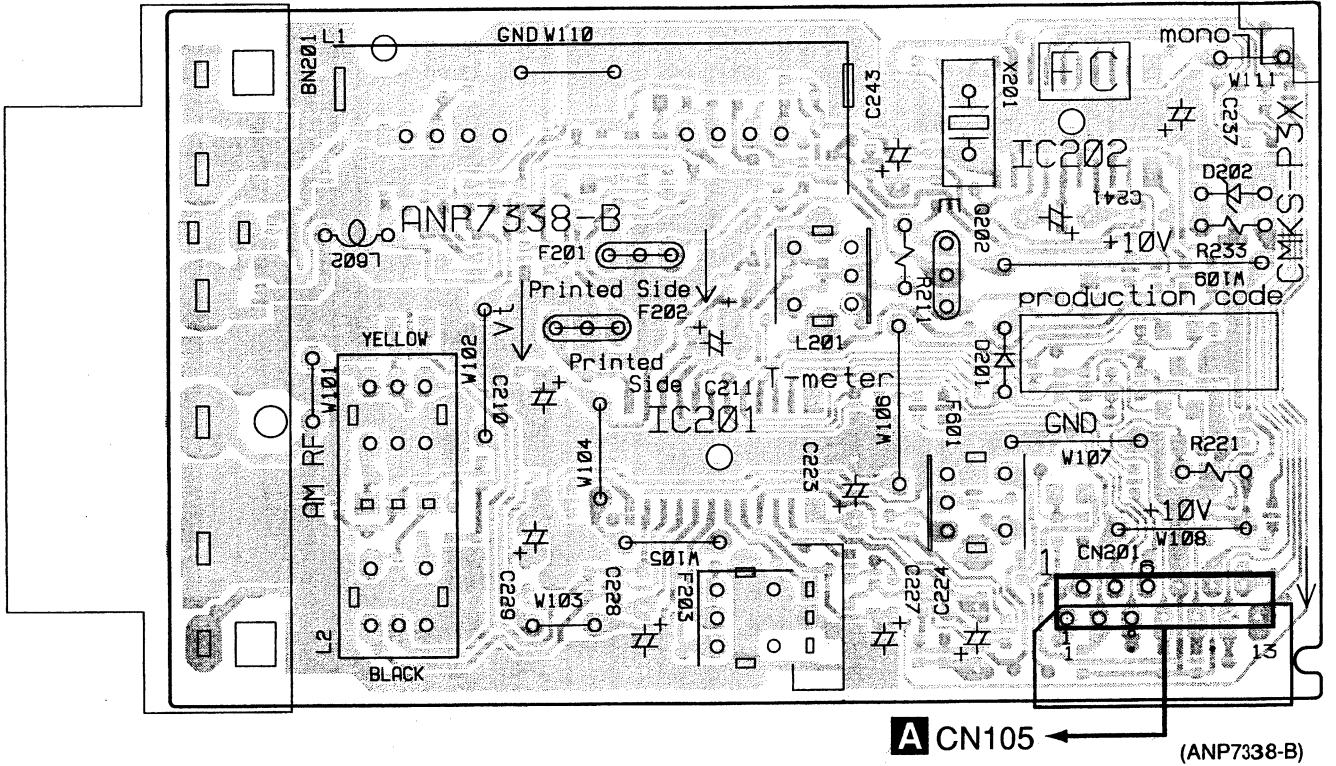 BN201
L1
GND W110
C243
X201
mono
W111
C237
CMKS-P3X
IC202
D202
C241
+10V
R233
W109
ANP7338-B
L602
F201
Printed Side
F202
Vt
Printed
Side
C211
IC201
L201
T-meter
R211
Q202
E
production code
D201
YELLOW
W101
W102
C210
W104
W106
F601
GND
W107
R221
AM RF
C223
+10V
W108
CN201
1
1
13
W105
F203
C229
W103
C228
C227
C224
L2
BLACK
A CN105
(ANP7338-B)